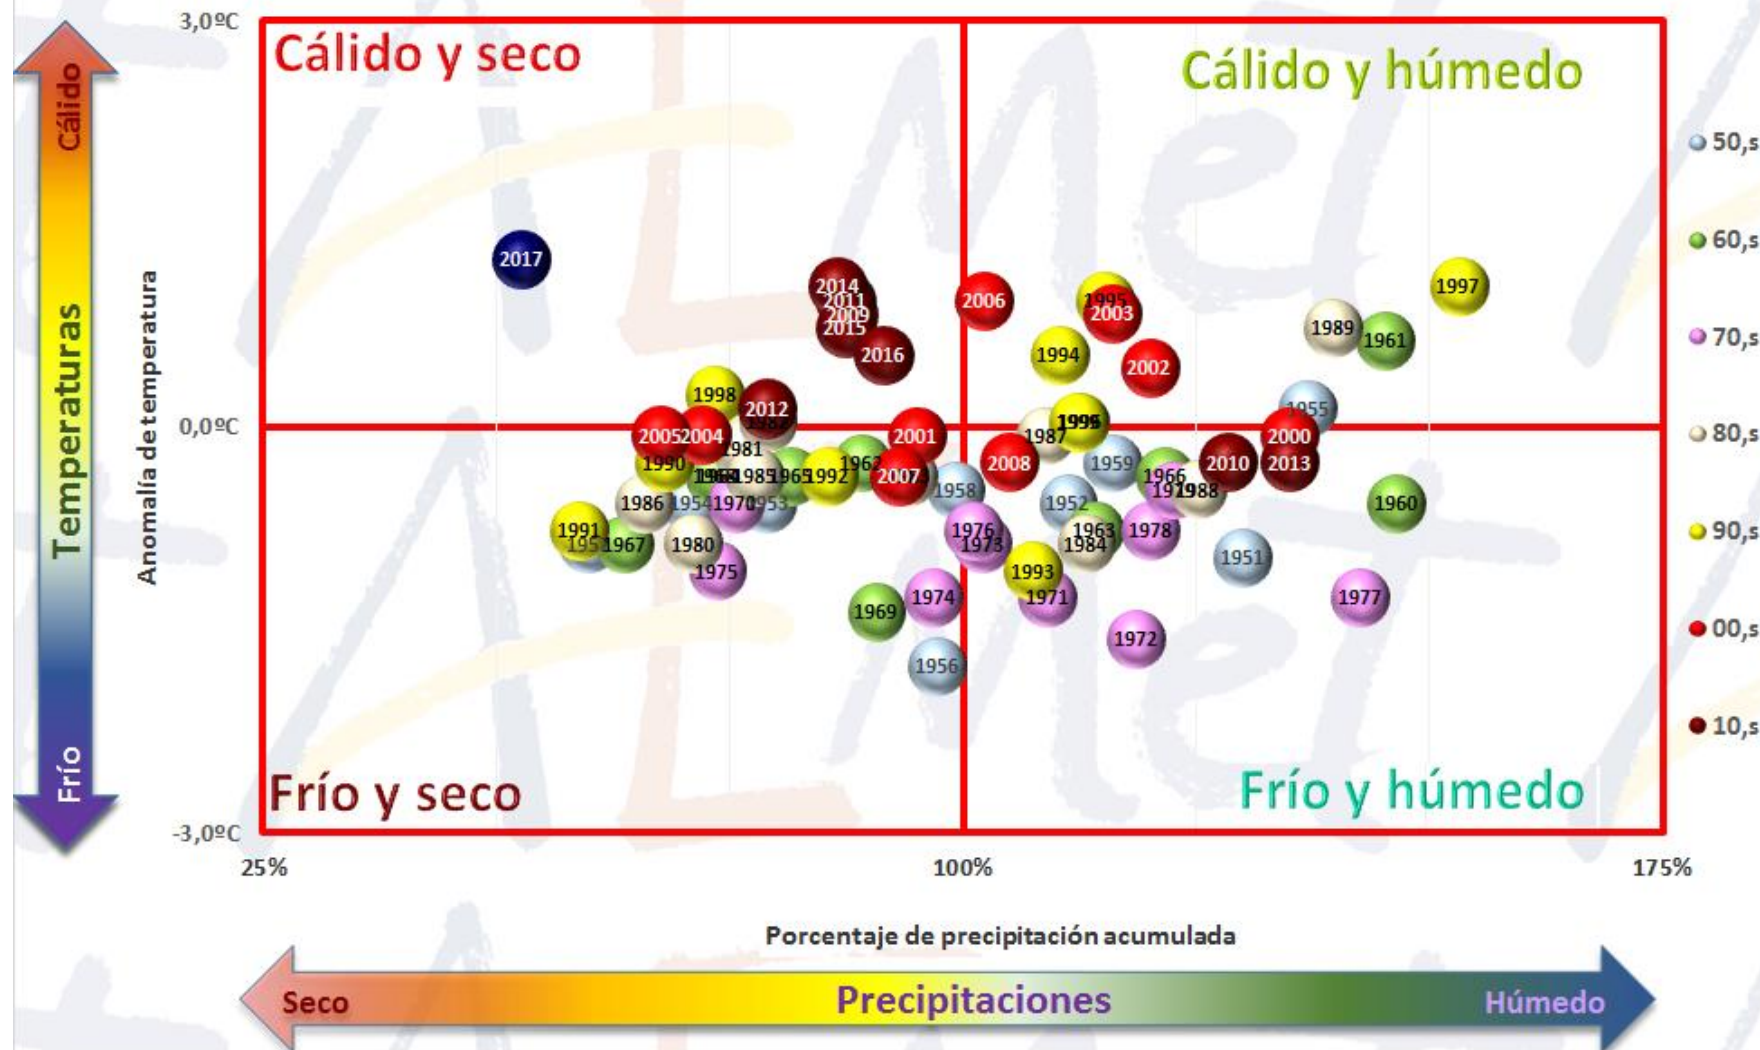 3,0ºC
Cálido y seco
Cálido y húmedo
Cálido
Temperaturas
Frío
Anomalía de temperatura
50,s
60,s
70,s
80,s
90,s
00,s
10,s
2017
2014
2011
2009
2015
2016
2006
1995
2003
1994
2002
1997
1989
1961
1955
1998
2012
0,0ºC
2005
2004
2001
1987
1999
2000
1981
1990
1985
1965
1992
1962
2007
2008
1959
1966
2010
2013
1958
1986
1954
1970
1953
1952
1988
1960
1991
1967
1980
1976
1973
1963
1984
1978
1951
1975
1993
1974
1971
1977
1969
1972
1956
Frío y seco
Frío y húmedo
-3,0ºC
25%
100%
175%
Porcentaje de precipitación acumulada
Seco
Precipitaciones
Húmedo
AEMet